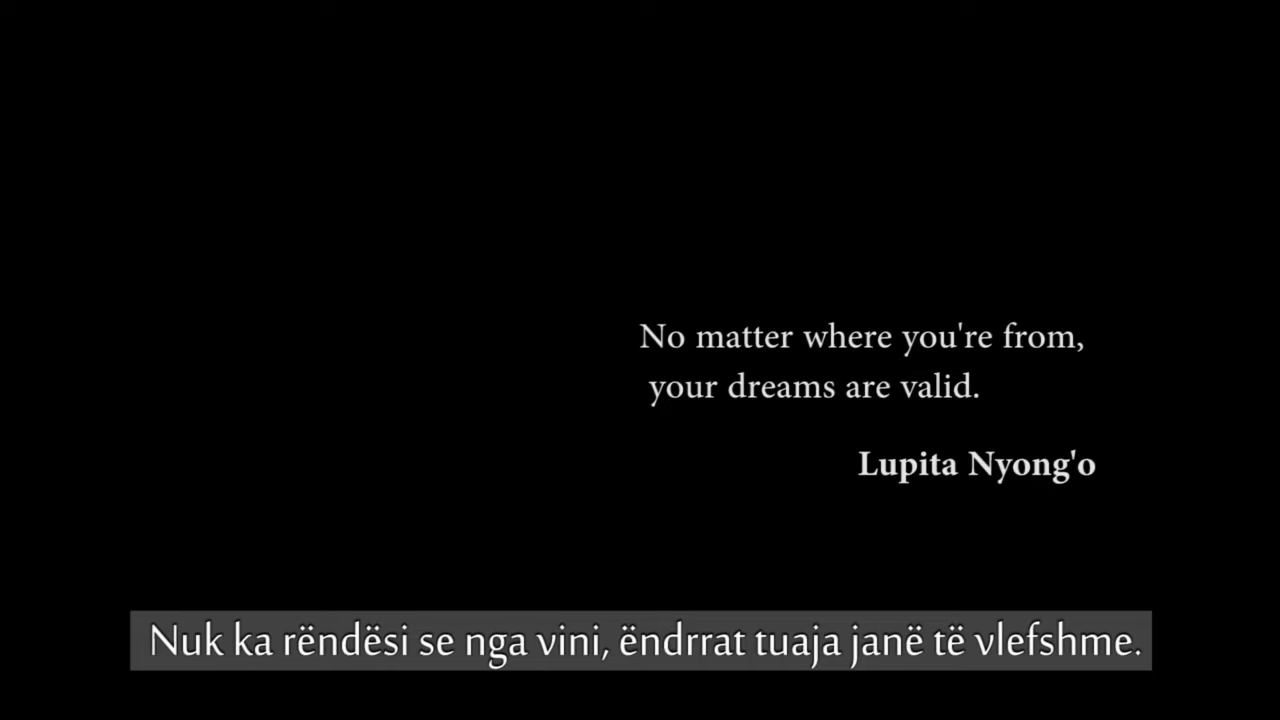 No matter where you're from,
your dreams are valid.
Lupita Nyong'o
Nuk ka rëndësi se nga vini, ëndrrat tuaja janë të vlefshme.